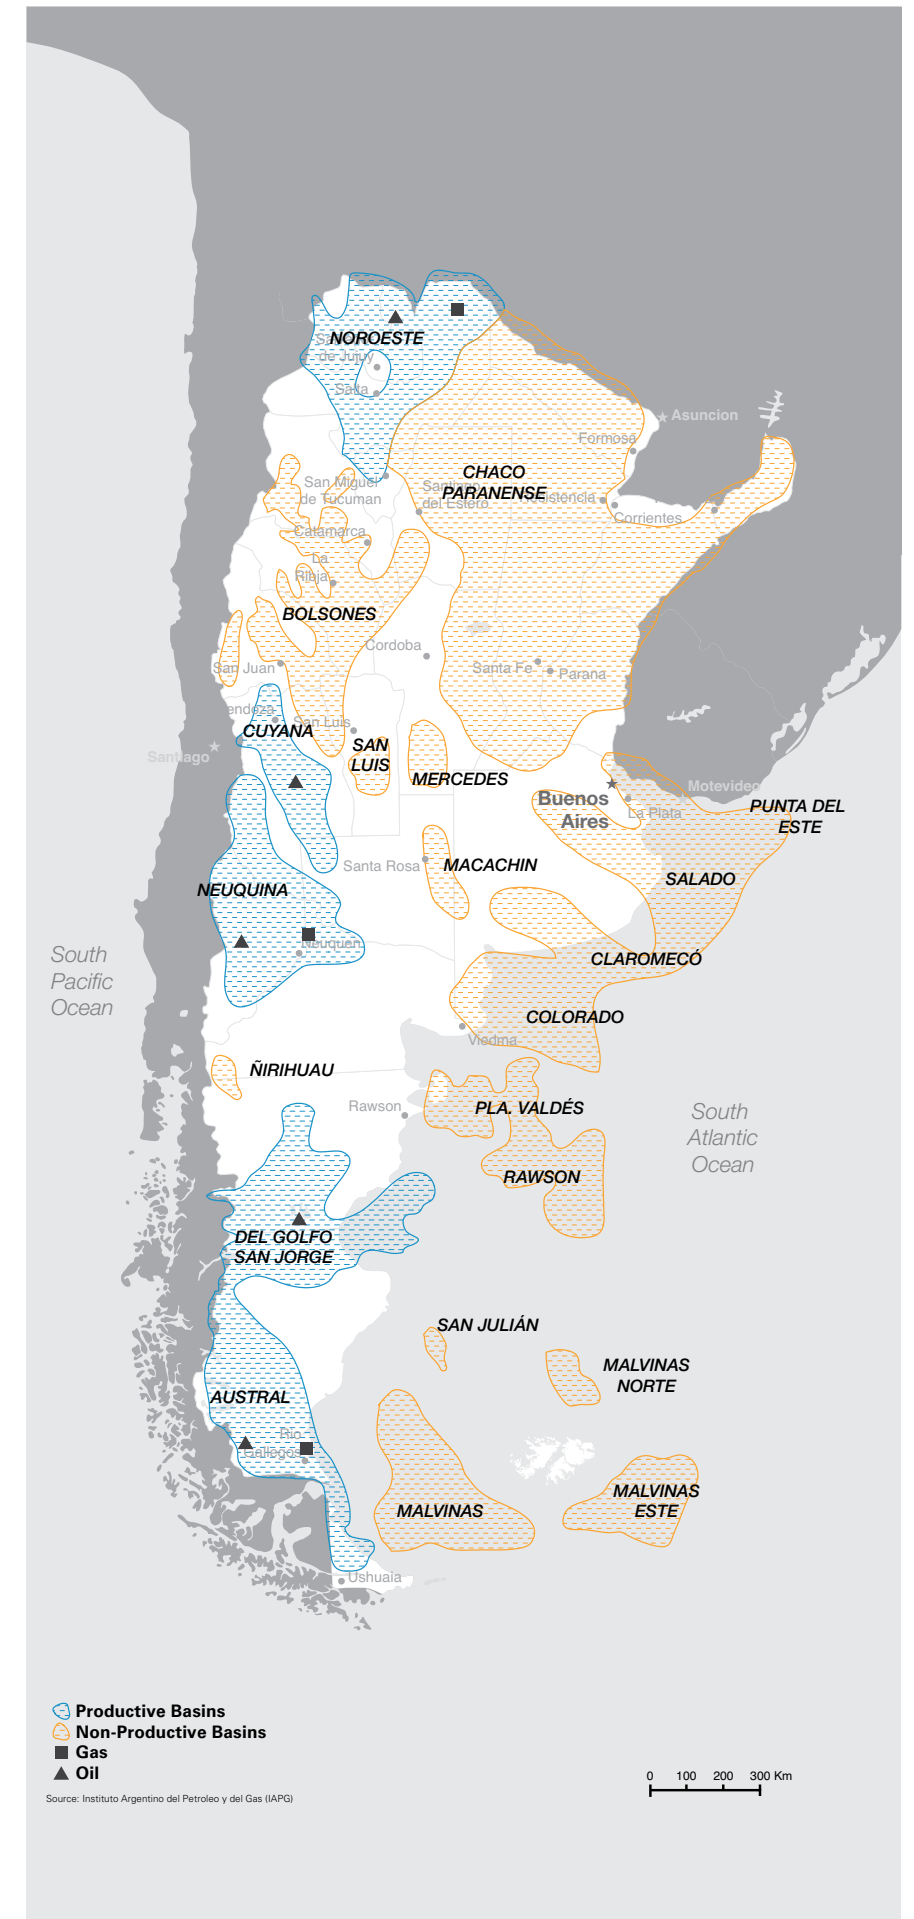 NOROESTE
de Jujuy
Salta
Asuncion
Formosa
CHACO
PARANENSE
San Miguel
de Tucuman
Santiago
del Estero
Corrientes
Catamarca
La
Rioja
BOLSONES
Cordoba
San Juan
Santa Fe
Parana
San Luis
CUYANA
Santiago
SAN
LUIS
MERCEDES
Buenos
Aires
Motevideo
La Plata
PUNTA DEL
ESTE
Santa Rosa
MACACHIN
SALADO
NEUQUINA
Neuquen
South
Pacific
Ocean
CLAROMECÓ
COLORADO
Viedma
ÑIRIHUAU
Rawson
PLA. VALDÉS
South
Atlantic
Ocean
RAWSON
DEL GOLFO
SAN JORGE
SAN JULIÁN
MALVINAS
NORTE
AUSTRAL
Rio
Gallegos
MALVINAS
MALVINAS
ESTE
Ushuaia
Productive Basins
Non-Productive Basins
Gas
Oil
0 100 200 300 Km
Source: Instituto Argentino del Petroleo y del Gas (IAPG)